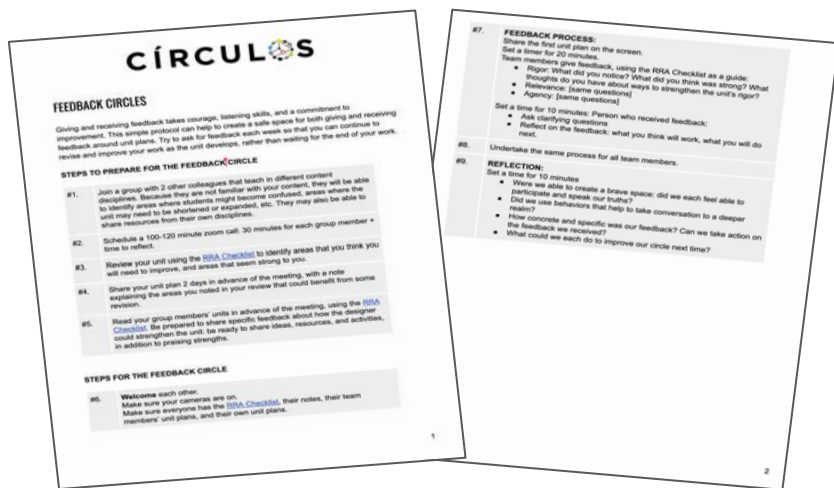 CÍRCULOS
FEEDBACK CIRCLES
Giving and receiving feedback takes courage, listening skills, and a commitment to
improvement. This simple protocol can help to create a safe space for both giving and receiving
feedback around unit plans. Try to ask for feedback each week so that you can continue to
revise and improve your work as the unit develops, rather than waiting for the end of your work.
STEPS TO PREPARE FOR THE FEEDBACK CIRCLE
#1. Join a group with 2 other colleagues that teach in different content
disciplines. Because they are not familiar with your content, they will be able
to identify areas where students might become confused, areas where the
unit may need to be shortened or expanded, etc. They may also be able to
share resources from their own disciplines.
#2. Schedule a 100-120 minute zoom call: 30 minutes for each group member +
time to reflect.
#3. Review your unit using the RRA Checklist to identify areas that you think you
will need to improve, and areas that seem strong to you.
#4. Share your unit plan 2 days in advance of the meeting, with a note
explaining the areas you noted in your review that could benefit from some
revision.
#5. Read your group members' units in advance of the meeting, using the RRA
Checklist. Be prepared to share specific feedback about how the designer
could strengthen the unit: be ready to share ideas, resources, and activities,
in addition to praising strengths.
STEPS FOR THE FEEDBACK CIRCLE
#6. Welcome each other.
Make sure your cameras are on.
Make sure everyone has the RRA Checklist, their notes, their team
members' unit plans, and their own unit plans.
1
#7. FEEDBACK PROCESS:
Share the first unit plan on the screen.
Set a timer for 20 minutes.
Team members give feedback, using the RRA Checklist as a guide:
● Rigor: What did you notice? What did you think was strong? What
thoughts do you have about ways to strengthen the unit's rigor?
● Relevance: [same questions]
● Agency: [same questions]
Set a time for 10 minutes: Person who received feedback:
● Ask clarifying questions
● Reflect on the feedback: what you think will work, what you will do
next.
#8. Undertake the same process for all team members.
#9. REFLECTION:
Set a time for 10 minutes
● Were we able to create a brave space: did we each feel able to
participate and speak our truths?
● Did we use behaviors that help to take conversation to a deeper
realm?
● How concrete and specific was our feedback? Can we take action on
the feedback we received?
● What could we each do to improve our circle next time?
2